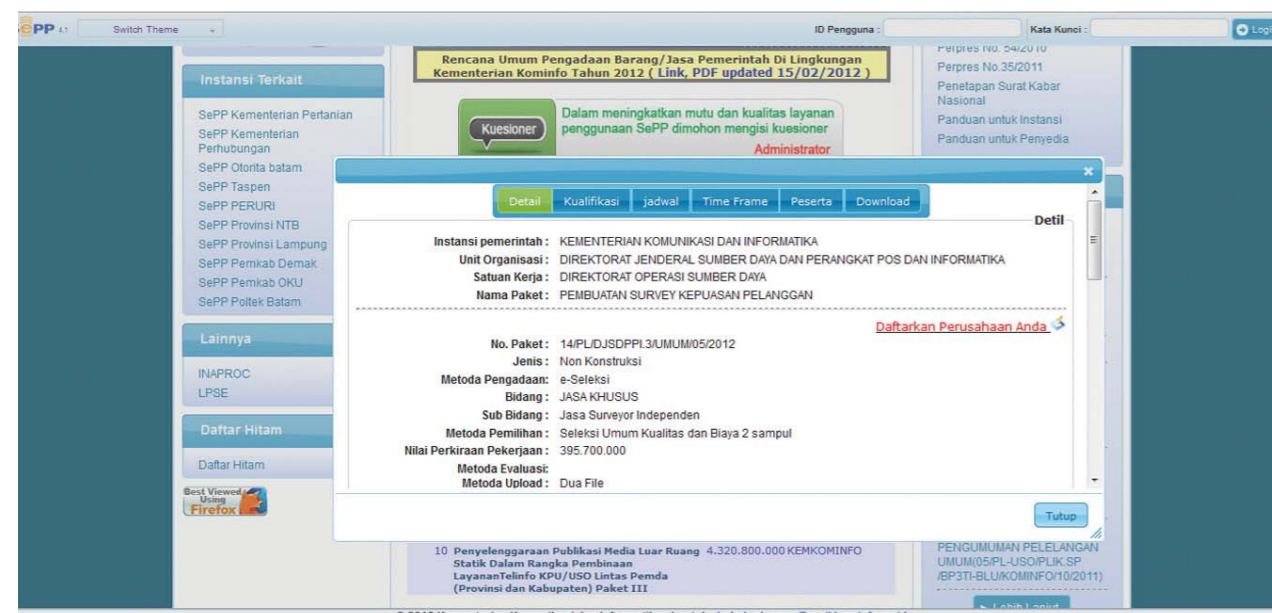 SePP 4.1
Switch Theme
ID Pengguna :
Kata Kunci :
Instansi Terkait
SePP Kementerian Pertanian
SePP Kementerian
Perhubungan
SePP Otorita batam
SePP Taspen
SePP PERURI
SePP Provinsi NTB
SePP Provinsi Lampung
SePP Pemkab Demak
SePP Pemkab OKU
SePP Poltek Batam
Lainnya
INAPROC
LPSE
Daftar Hitam
Daftar Hitam
Best Viewed
Using
Firefox
Rencana Umum Pengadaan Barang/Jasa Pemerintah Di Lingkungan
Kementerian Kominfo Tahun 2012 ( Link, PDF updated 15/02/2012 )
Kuesioner
Dalam meningkatkan mutu dan kualitas layanan
penggunaan SePP dimohon mengisi kuesioner
Administrator
Perpres No. 54/2010
Perpres No.35/2011
Penetapan Surat Kabar
Nasional
Panduan untuk Instansi
Panduan untuk Penyedia
Detail Kualifikasi jadwal Time Frame Peserta Download
Detil
Instansi pemerintah : KEMENTERIAN KOMUNIKASI DAN INFORMATIKA
Unit Organisasi : DIREKTORAT JENDERAL SUMBER DAYA DAN PERANGKAT POS DAN INFORMATIKA
Satuan Kerja : DIREKTORAT OPERASI SUMBER DAYA
Nama Paket : PEMBUATAN SURVEY KEPUASAN PELANGGAN
Daftarkan Perusahaan Anda
No. Paket : 14/PL/DJSDPPI.3/UMUM/05/2012
Jenis : Non Konstruksi
Metoda Pengadaan: e-Seleksi
Bidang : JASA KHUSUS
Sub Bidang : Jasa Surveyor Independen
Metoda Pemilihan : Seleksi Umum Kualitas dan Biaya 2 sampul
Nilai Perkiraan Pekerjaan : 395.700.000
Metoda Evaluasi:
Metoda Upload : Dua File
Tutup
10 Penyelenggaraan Publikasi Media Luar Ruang 4.320.800.000 KEMKOMINFO
Statik Dalam Rangka Pembinaan
LayananTelinfo KPU/USO Lintas Pemda
(Provinsi dan Kabupaten) Paket III
PENGUMUMAN PELELANGAN
UMUM(05/PL-USO/PLIK.SP
/BP3TI-BLU/KOMINFO/10/2011)